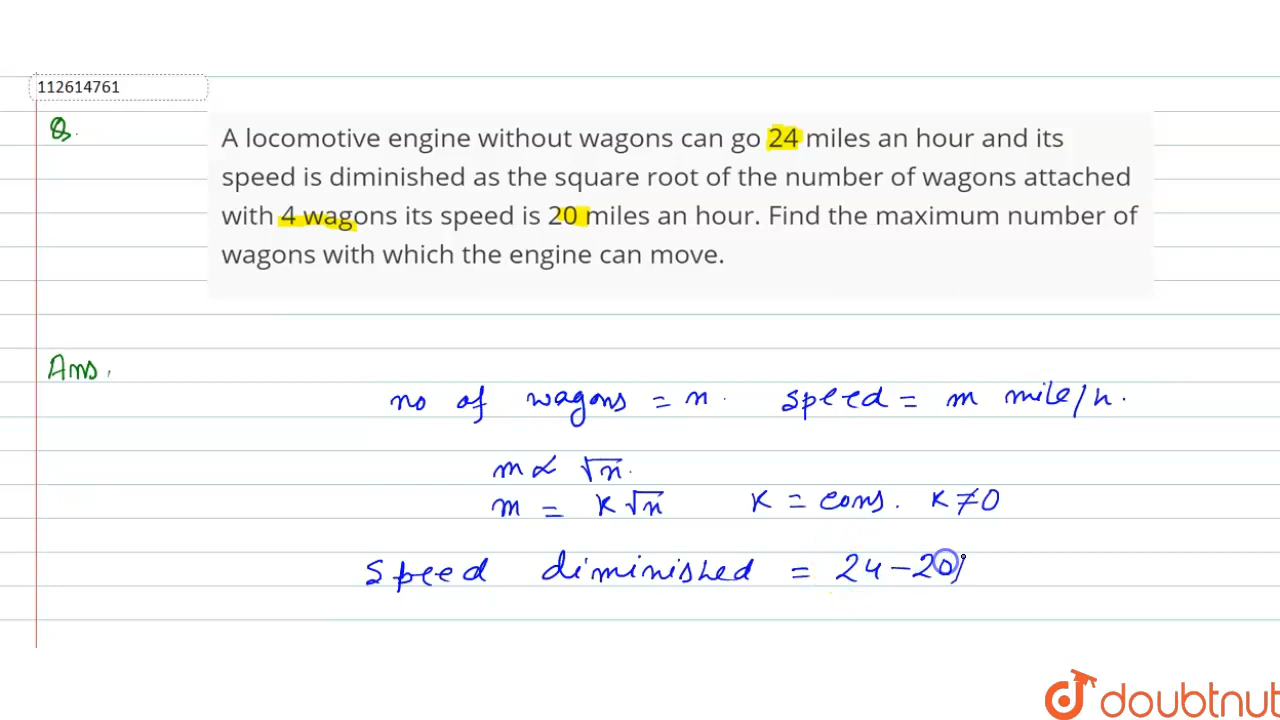 112614761
Q.
A locomotive engine without wagons can go 24 miles an hour and its
speed is diminished as the square root of the number of wagons attached
with 4 wagons its speed is 20 miles an hour. Find the maximum number of
wagons with which the engine can move.
Ans.
no of wagons = n. speed = m mile/h.
m ∝ √n.
m = k√n k = cons. k ≠ 0
speed diminished = 24 - 20
doubtnut